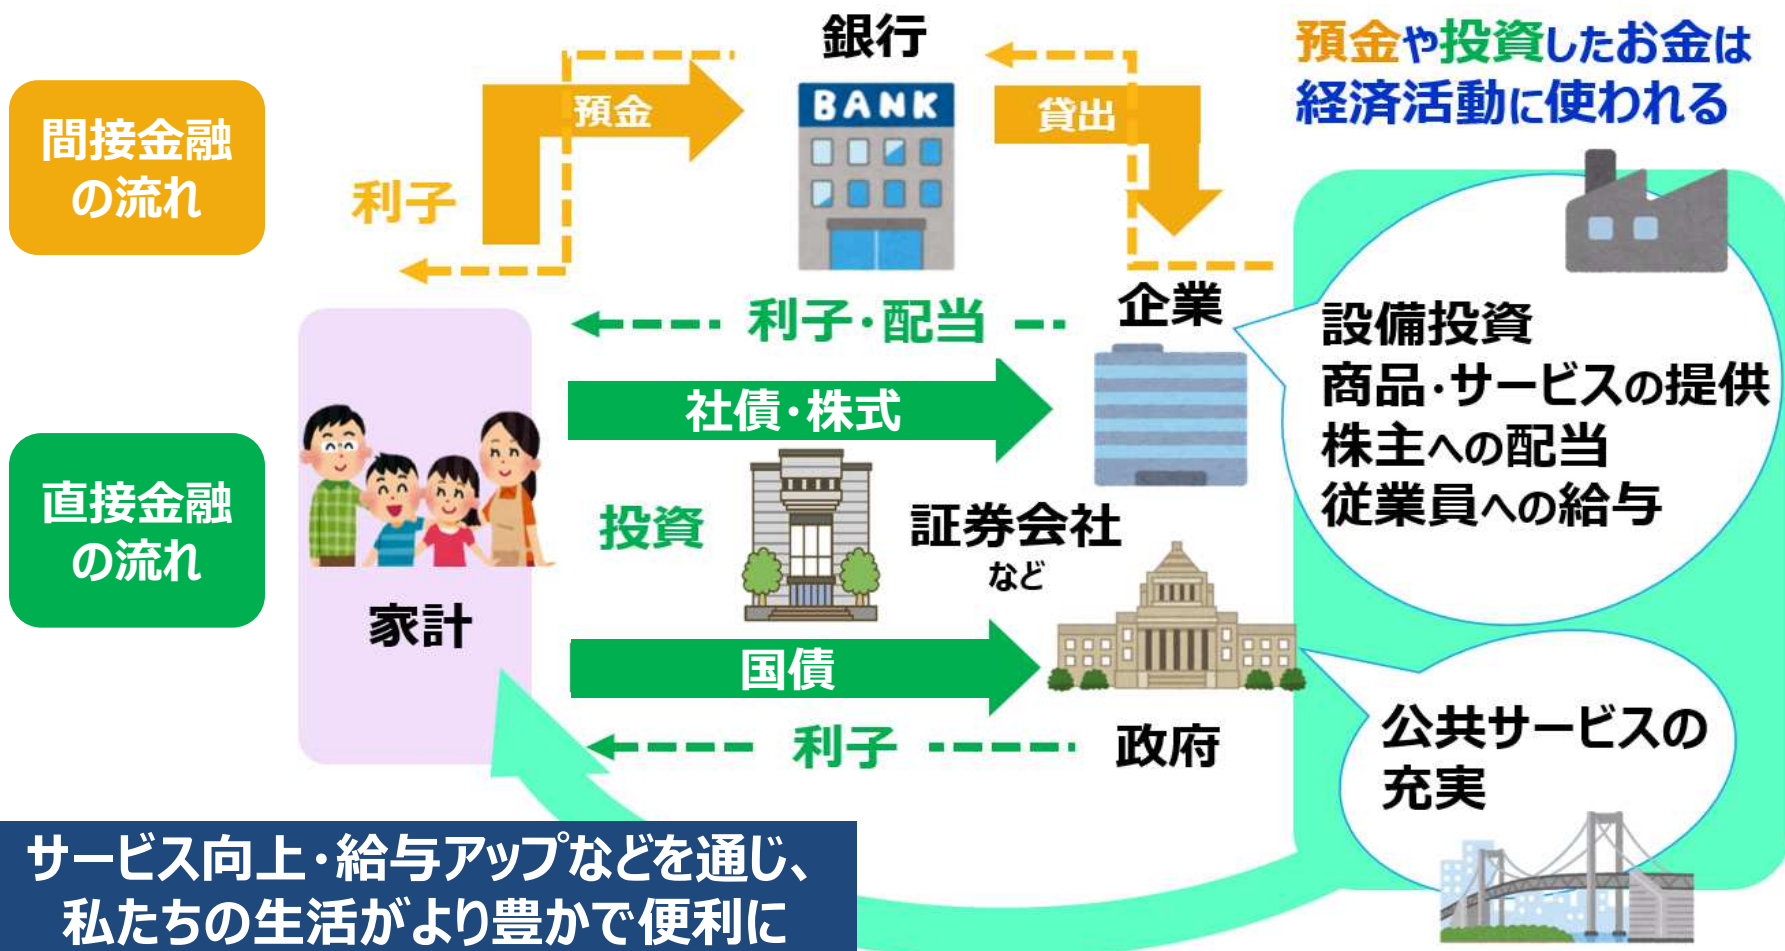 銀行
預金や投資したお金は
経済活動に使われる
間接金融
の流れ
預金
BANK
貸出
利子
利子・配当
企業
設備投資
商品・サービスの提供
株主への配当
従業員への給与
社債・株式
直接金融
の流れ
投資
証券会社
など
家計
国債
利子
政府
公共サービスの
充実
サービス向上・給与アップなどを通じ、
私たちの生活がより豊かで便利に